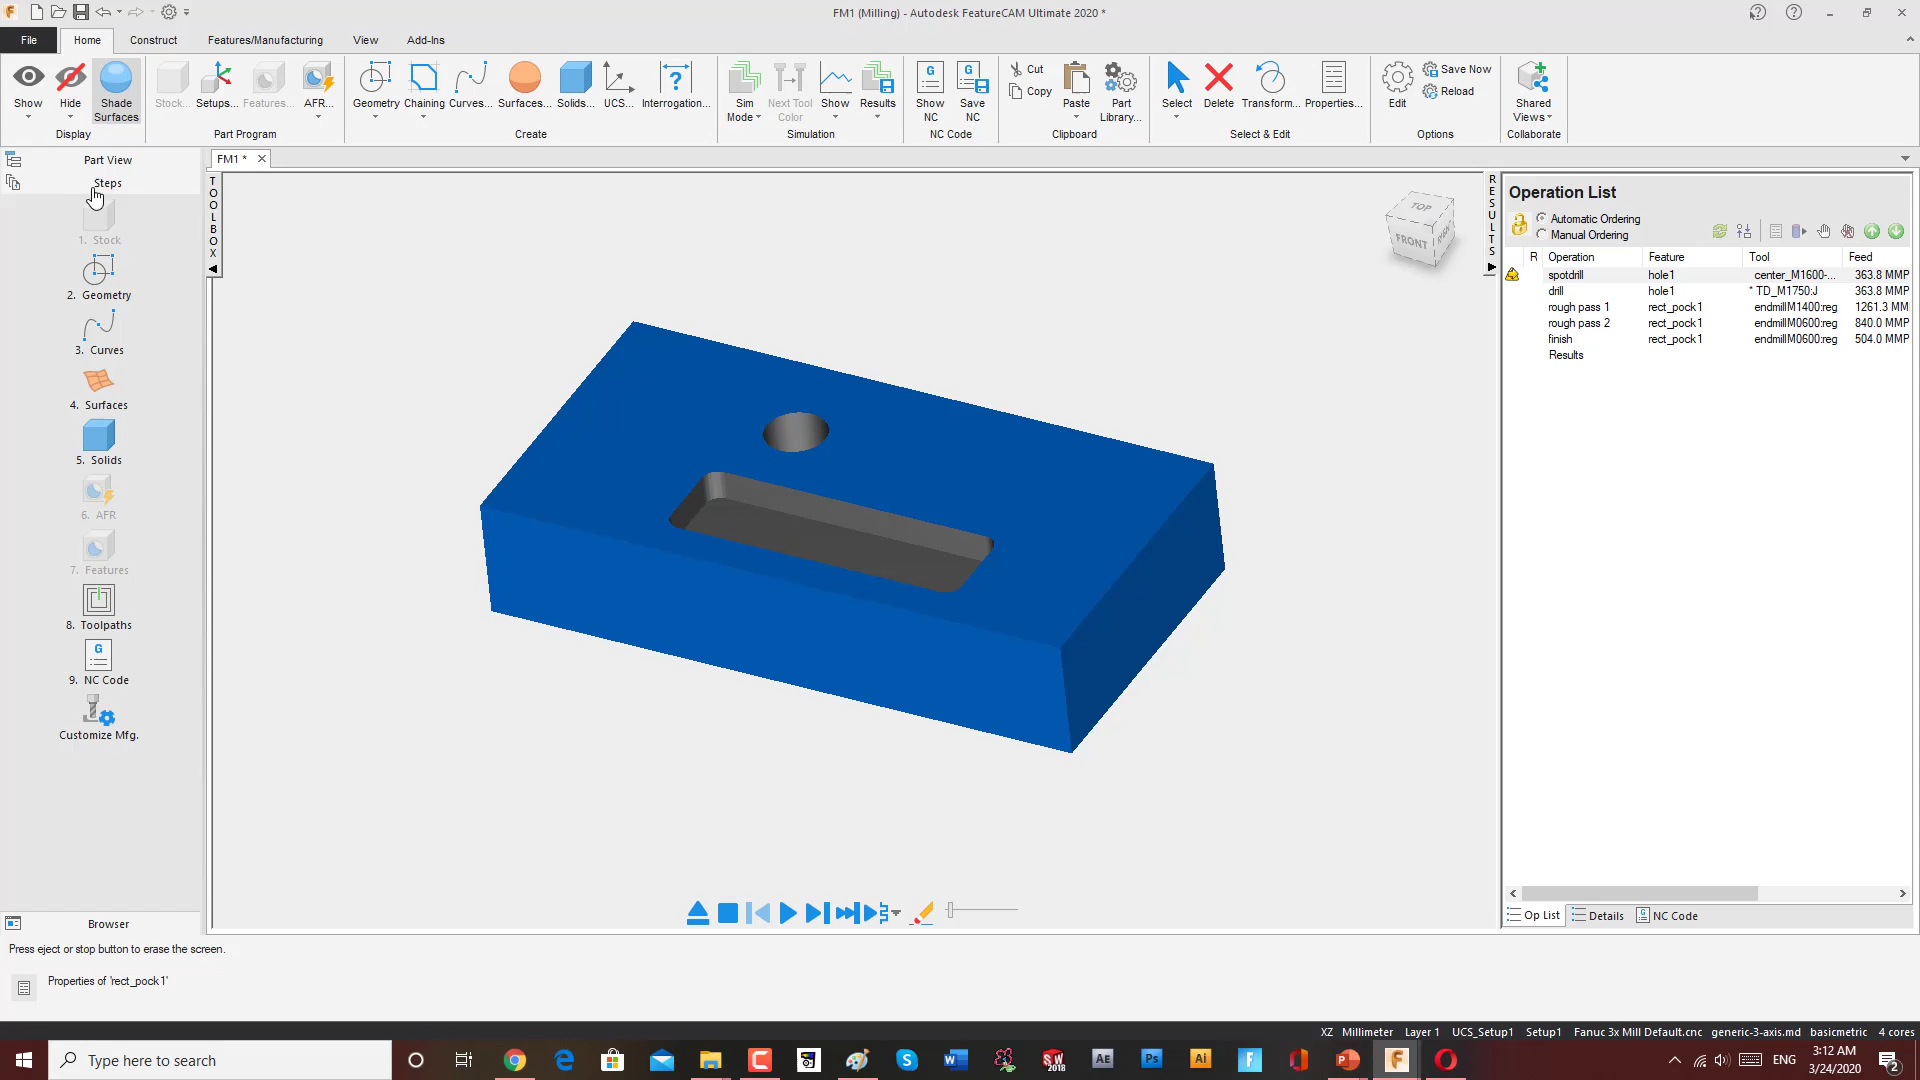 FM1 (Milling) - Autodesk FeatureCAM Ultimate 2020 *
File Home Construct Features/Manufacturing View Add-Ins
Show Hide Shade Surfaces
Stock... Setups... Features... AFR...
Geometry Chaining Curves... Surfaces... Solids... UCS... Interrogation...
Sim Mode Next Tool Color Show Results
Show NC Save NC
Cut
Copy
Paste Part Library...
Select Delete Transform... Properties...
Edit Save Now
Reload
Shared Views
Display Part Program Create Simulation NC Code Clipboard Select & Edit Options Collaborate
Part View
Steps
1. Stock
2. Geometry
3. Curves
4. Surfaces
5. Solids
6. AFR
7. Features
8. Toolpaths
9. NC Code
Customize Mfg.
Browser
FM1 *
TOOLBOX
TOP
FRONT
RESULTS
Operation List
Automatic Ordering
Manual Ordering
R Operation Feature Tool Feed
spotdrill hole1 center_M1600-... 363.8 MMP
drill hole1 * TD_M1750:J 363.8 MMP
rough pass 1 rect_pock1 endmillM1400:reg 1261.3 MM
rough pass 2 rect_pock1 endmillM0600:reg 840.0 MMP
finish rect_pock1 endmillM0600:reg 504.0 MMP
Results
Op List Details NC Code
Press eject or stop button to erase the screen.
Properties of 'rect_pock1'
XZ Millimeter Layer 1 UCS_Setup1 Setup1 Fanuc 3x Mill Default.cnc generic-3-axis.md basicmetric 4 cores
Type here to search
ENG
3:12 AM
3/24/2020
2